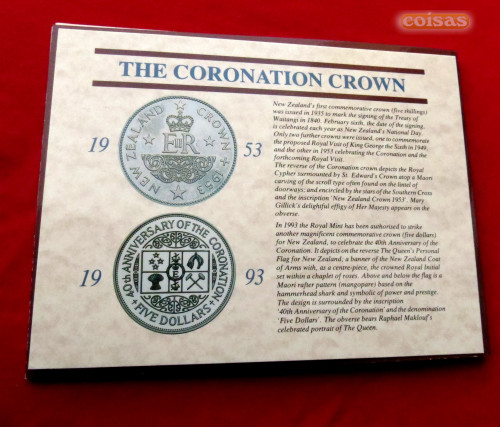 eoisas
THE CORONATION CROWN
19 53
NEW ZEALAND CROWN 1953
EIIR
New Zealand's first commemorative crown (five shillings)
was issued in 1935 to mark the signing of the Treaty of
Waitangi in 1840. February sixth, the date of the signing,
is celebrated each year as New Zealand's National Day.
Only two further crowns were issued, one to commemorate
the proposed Royal Visit of King George the Sixth in 1949,
and the other in 1953 celebrating the Coronation and the
forthcoming Royal Visit.
The reverse of the Coronation crown depicts the Royal
Cypher surmounted by St. Edward's Crown atop a Maori
carving of the scroll type often found on the lintel of
doorways; and encircled by the stars of the Southern Cross
and the inscription 'New Zealand Crown 1953'. Mary
Gillick's delightful effigy of Her Majesty appears on the
obverse.
19 93
40TH ANNIVERSARY OF THE CORONATION
FIVE DOLLARS
In 1993 the Royal Mint has been authorised to strike
another magnificent commemorative crown (five dollars)
for New Zealand, to celebrate the 40th Anniversary of the
Coronation. It depicts on the reverse The Queen's Personal
Flag for New Zealand; a banner of the New Zealand Coat
of Arms with, as a centre-piece, the crowned Royal Initial
set within a chaplet of roses. Above and below the flag is a
Maori rafter pattern (mangopare) based on the
hammerhead shark and symbolic of power and prestige.
The design is surrounded by the inscription
'40th Anniversary of the Coronation' and the denomination
'Five Dollars'. The obverse bears Raphael Maklouf's
celebrated portrait of The Queen.